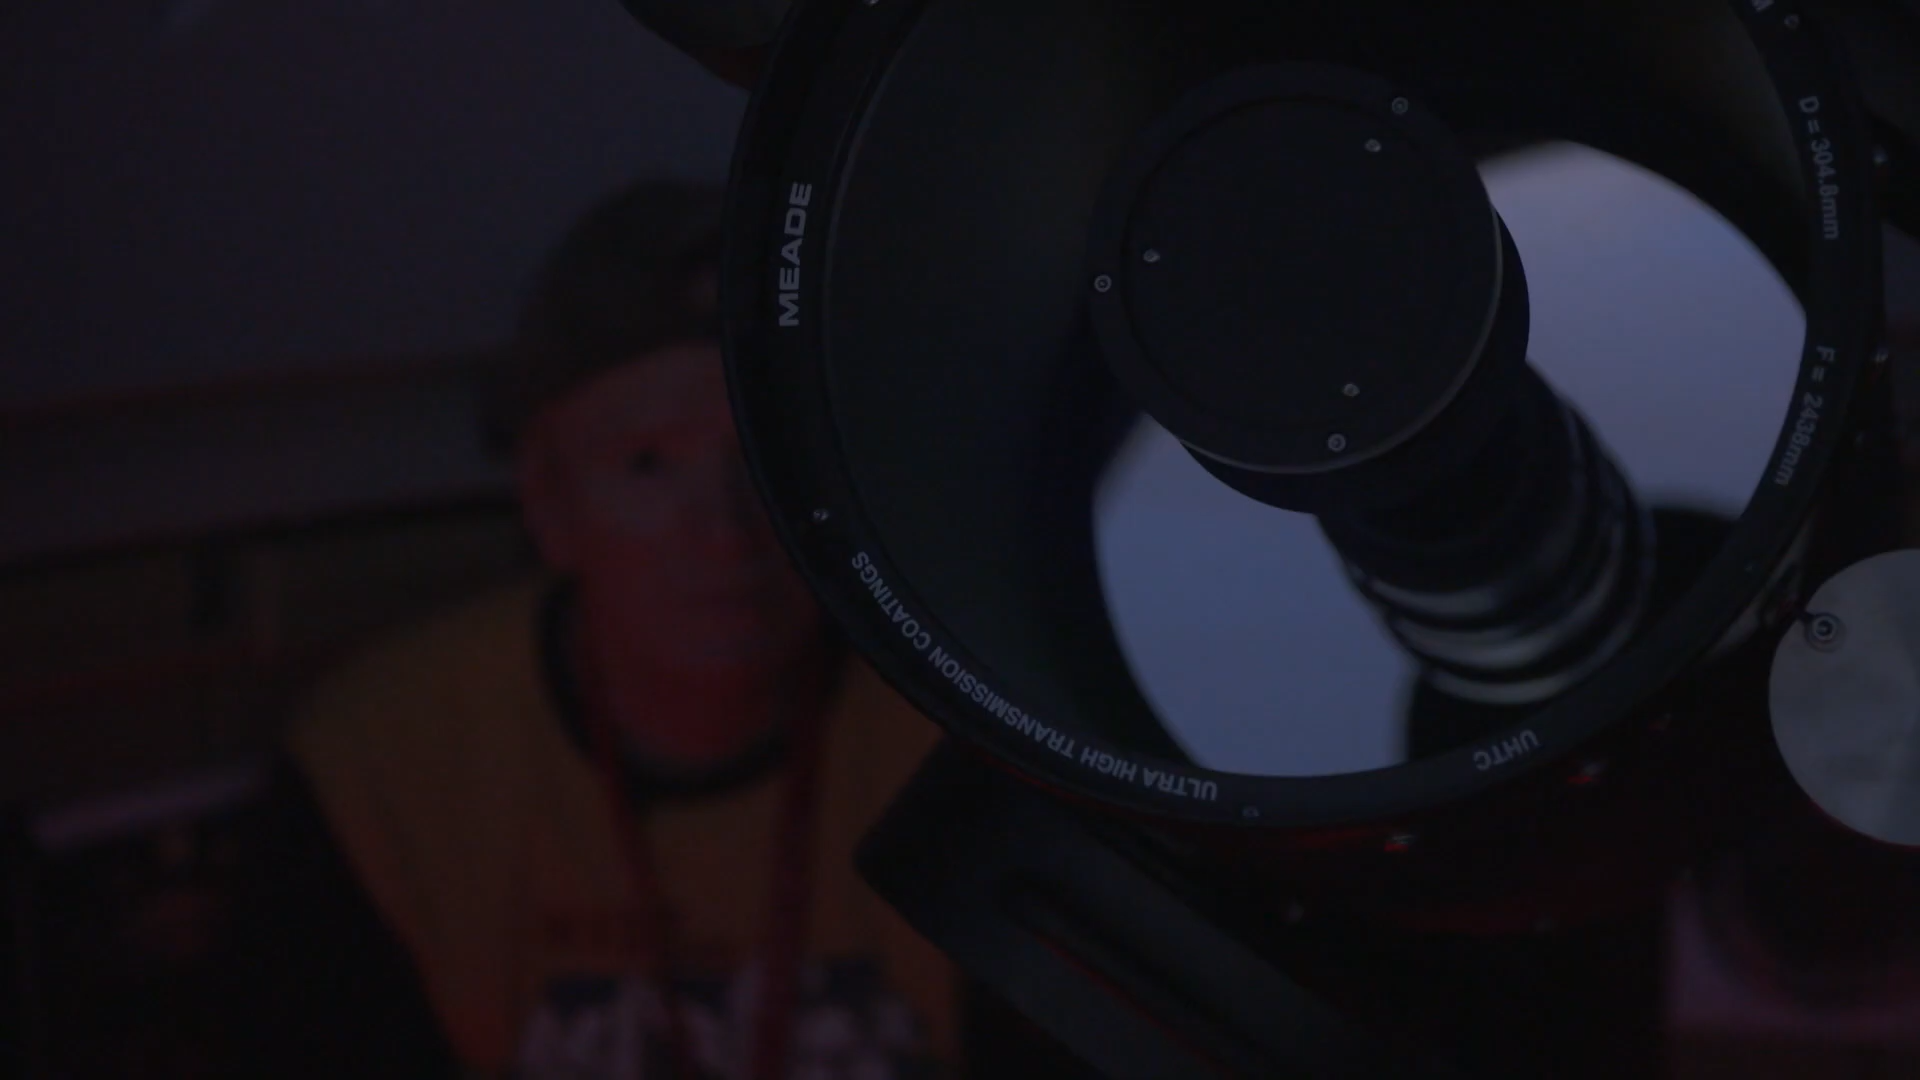 MEADE
ULTRA HIGH TRANSMISSION COATINGS
UHTC
F = 2438mm
D = 304.8mm